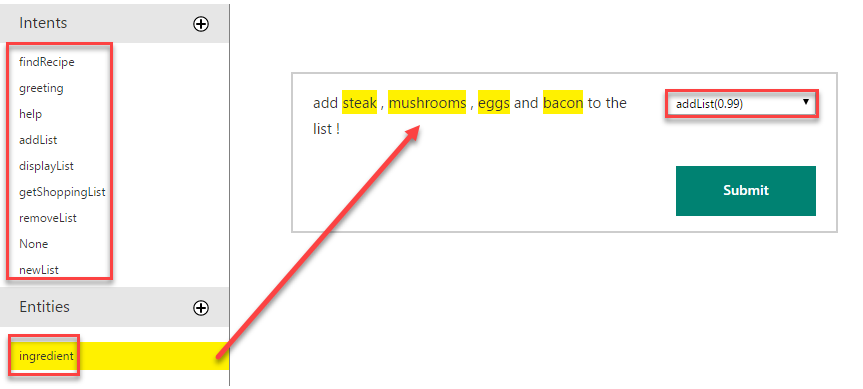 Intents
findRecipe
greeting
help
addList
displayList
getShoppingList
removeList
None
newList
Entities
ingredient
add steak , mushrooms , eggs and bacon to the
list !
addList(0.99)
Submit